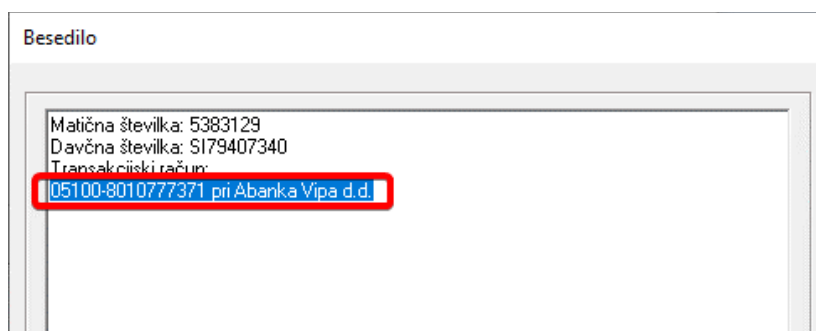 Besedilo
Matična številka: 5383129
Davčna številka: SI79407340
Transakcijski račun:
05100-8010777371 pri Abanka Vipa d.d.